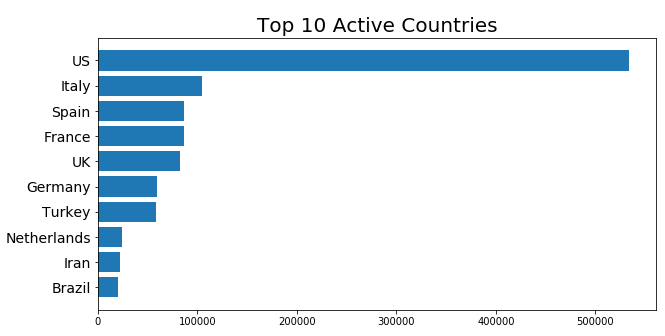 Top 10 Active Countries
US
Italy
Spain
France
UK
Germany
Turkey
Netherlands
Iran
Brazil
0 100000 200000 300000 400000 500000